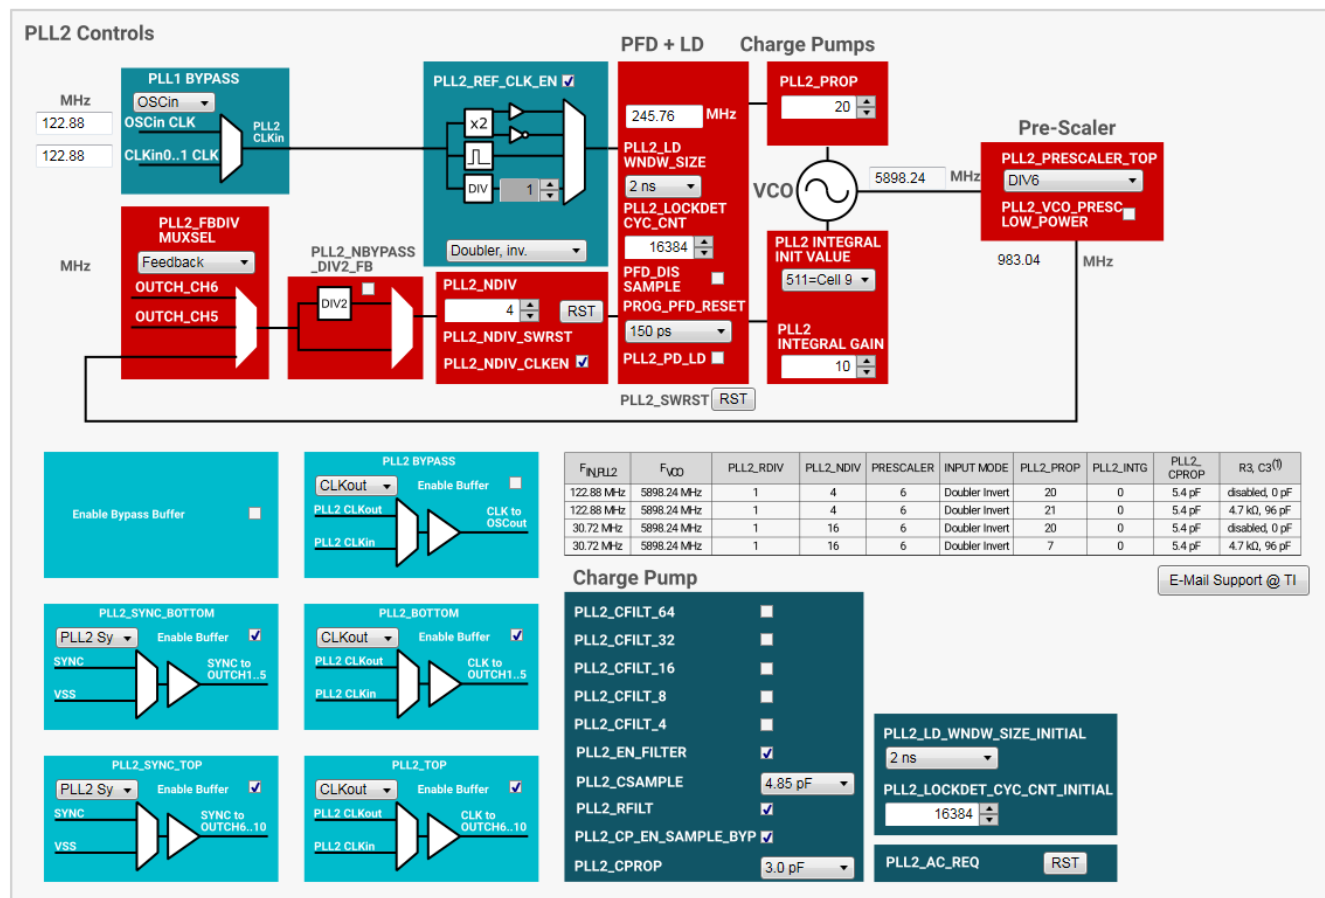 PLL2 Controls
PLL1 BYPASS
MHz
OSCin
122.88
OSCin CLK
PLL2
CLKin
122.88
CLKin0..1 CLK
PLL2_REF_CLK_EN
x2
DIV
1
Doubler, inv.
PFD + LD
245.76
MHz
PLL2_LD
WNDW_SIZE
2 ns
PLL2_LOCKDET
CYC_CNT
16384
PFD_DIS
SAMPLE
PROG_PFD_RESET
150 ps
PLL2_PD_LD
PLL2_SWRST
RST
Charge Pumps
PLL2_PROP
20
VCO
5898.24
MHz
PLL2 INTEGRAL
INIT VALUE
511=Cell 9
PLL2
INTEGRAL GAIN
10
Pre-Scaler
PLL2_PRESCALER_TOP
DIV6
PLL2_VCO_PRESC
LOW_POWER
983.04
MHz
MHz
PLL2_FBDIV
MUXSEL
Feedback
OUTCH_CH6
OUTCH_CH5
PLL2_NBYPASS
_DIV2_FB
DIV2
PLL2_NDIV
4
RST
PLL2_NDIV_SWRST
PLL2_NDIV_CLKEN
Enable Bypass Buffer
PLL2 BYPASS
CLKout
Enable Buffer
PLL2 CLKout
CLK to
OSCout
PLL2 CLKin
PLL2_SYNC_BOTTOM
PLL2 Sy
Enable Buffer
SYNC
SYNC to
OUTCH1..5
VSS
PLL2_BOTTOM
CLKout
Enable Buffer
PLL2 CLKout
CLK to
OUTCH1..5
PLL2 CLKin
PLL2_SYNC_TOP
PLL2 Sy
Enable Buffer
SYNC
SYNC to
OUTCH6..10
VSS
PLL2_TOP
CLKout
Enable Buffer
PLL2 CLKout
CLK to
OUTCH6..10
PLL2 CLKin
FIN,PLL2 FVCO PLL2_RDIV PLL2_NDIV PRESCALER INPUT MODE PLL2_PROP PLL2_INTG PLL2_CPROP R3, C3(1)
122.88 MHz 5898.24 MHz 1 4 6 Doubler Invert 20 0 5.4 pF disabled, 0 pF
122.88 MHz 5898.24 MHz 1 4 6 Doubler Invert 21 0 5.4 pF 4.7 kΩ, 96 pF
30.72 MHz 5898.24 MHz 1 16 6 Doubler Invert 20 0 5.4 pF disabled, 0 pF
30.72 MHz 5898.24 MHz 1 16 6 Doubler Invert 7 0 5.4 pF 4.7 kΩ, 96 pF
E-Mail Support @ TI
Charge Pump
PLL2_CFILT_64
PLL2_CFILT_32
PLL2_CFILT_16
PLL2_CFILT_8
PLL2_CFILT_4
PLL2_EN_FILTER
PLL2_CSAMPLE
4.85 pF
PLL2_RFILT
PLL2_CP_EN_SAMPLE_BYP
PLL2_CPROP
3.0 pF
PLL2_LD_WNDW_SIZE_INITIAL
2 ns
PLL2_LOCKDET_CYC_CNT_INITIAL
16384
PLL2_AC_REQ
RST